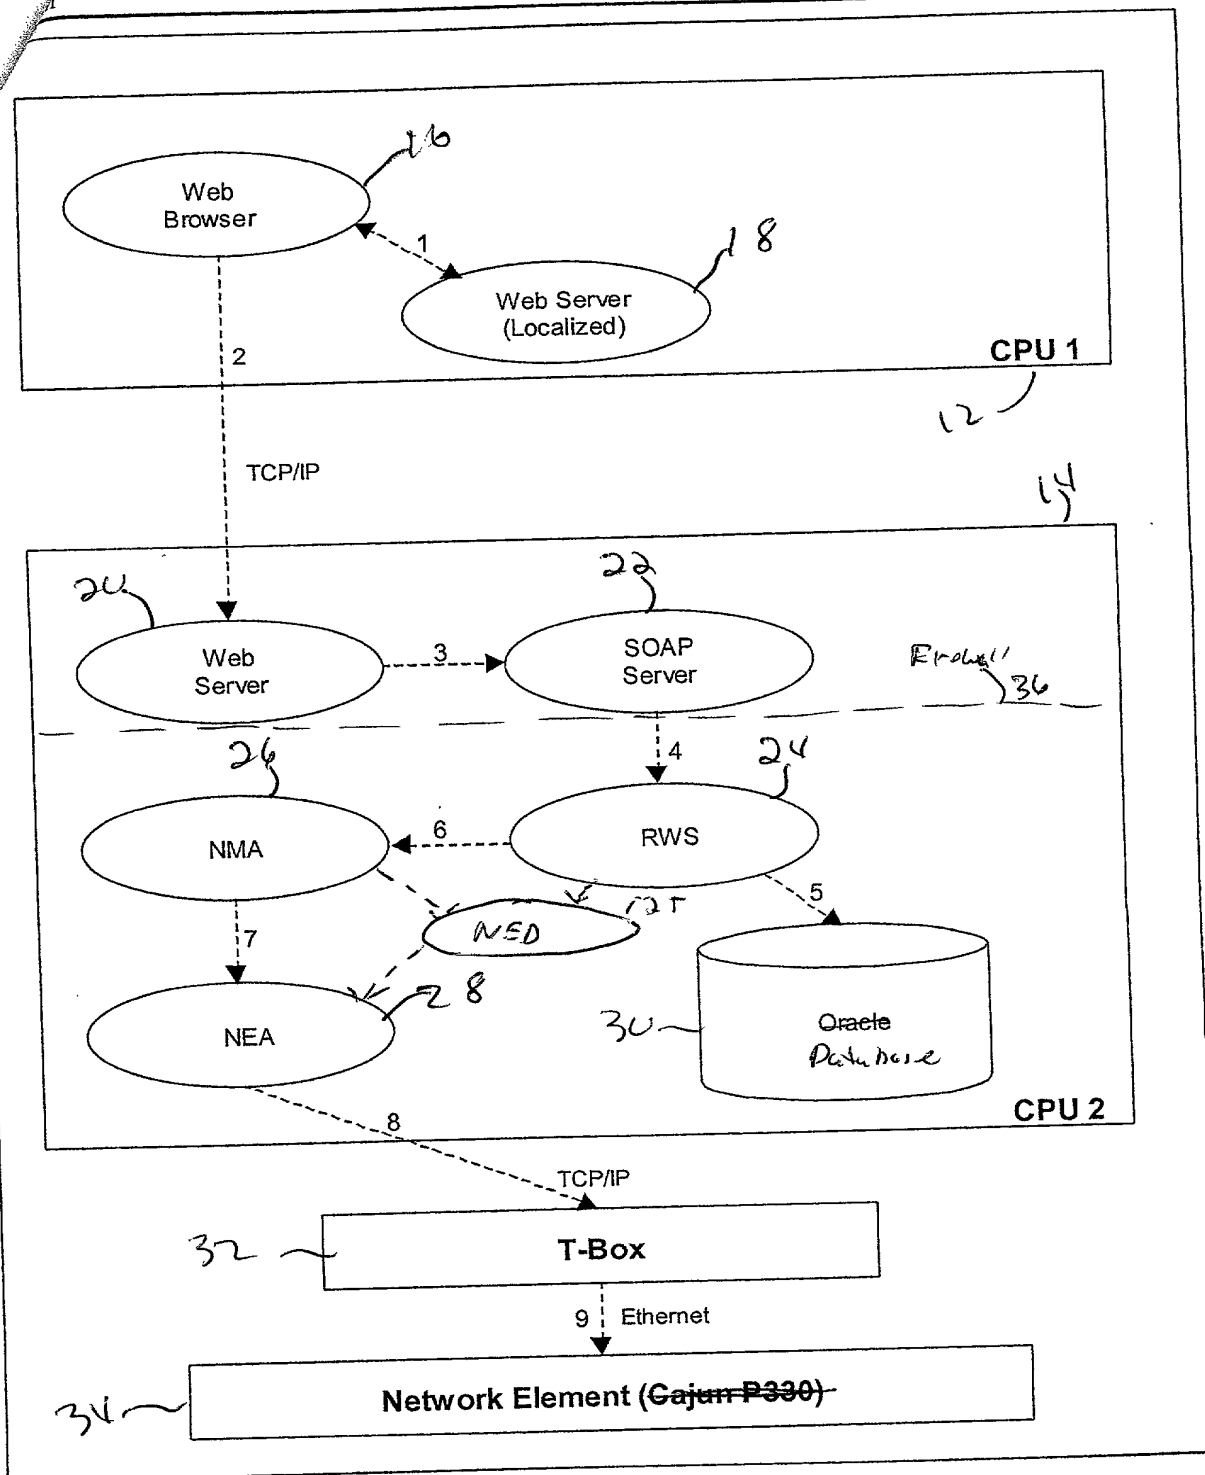 16
Web
Browser
1
18
Web Server
(Localized)
2
CPU 1
12
TCP/IP
14
20
22
Web
Server
3
SOAP
Server
Firewall
36
26
4
24
NMA
6
RWS
5
NED
7
28
NEA
30
Oracle
Database
CPU 2
8
TCP/IP
32
T-Box
9
Ethernet
34
Network Element (Cajun P330)